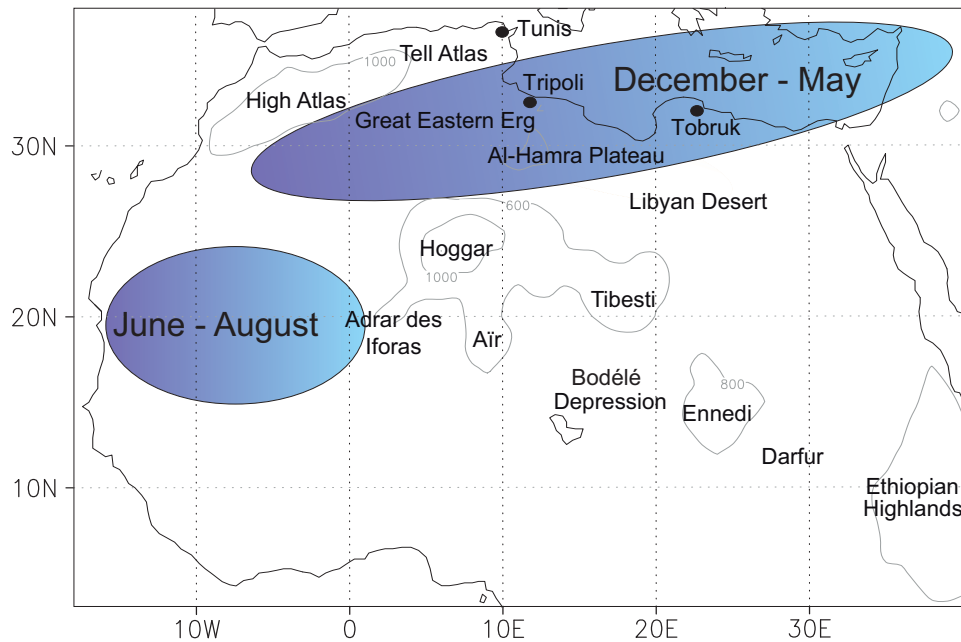 Tunis
1000
Tell Atlas
December - May
Tripoli
High Atlas
Great Eastern Erg
Tobruk
30N
Al-Hamra Plateau
600
Libyan Desert
Hoggar
1000
Tibesti
20N
June - August
Adrar des
Iforas
Aïr
Bodélé
Depression
800
Ennedi
Darfur
10N
Ethiopian
Highlands
10W
0
10E
20E
30E